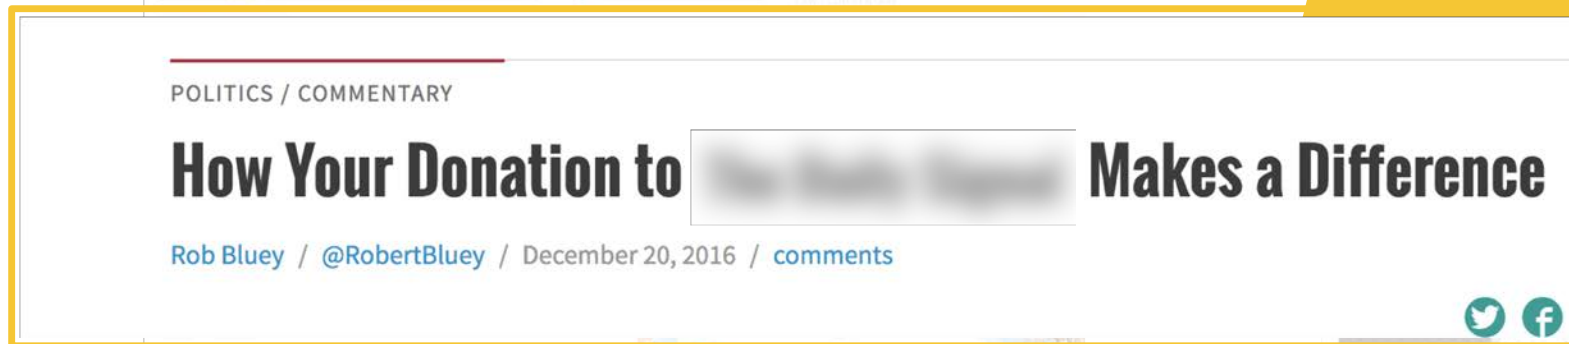 POLITICS / COMMENTARY
How Your Donation to Makes a Difference
Rob Bluey / @RobertBluey / December 20, 2016 / comments